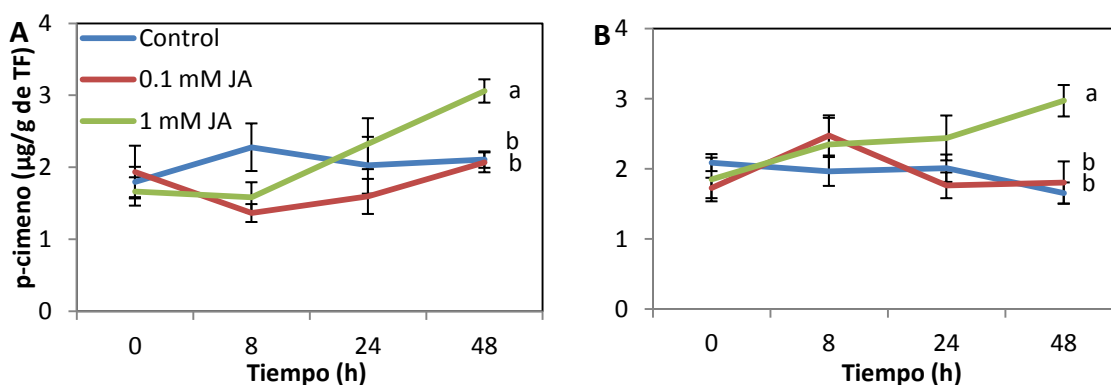 A
p-cimeno (µg/g de TF)
4
3
2
1
0
Control
0.1 mM JA
1 mM JA
a
b
b
0 8 24 48
Tiempo (h)
B
4
3
2
1
0
a
b
b
0 8 24 48
Tiempo (h)